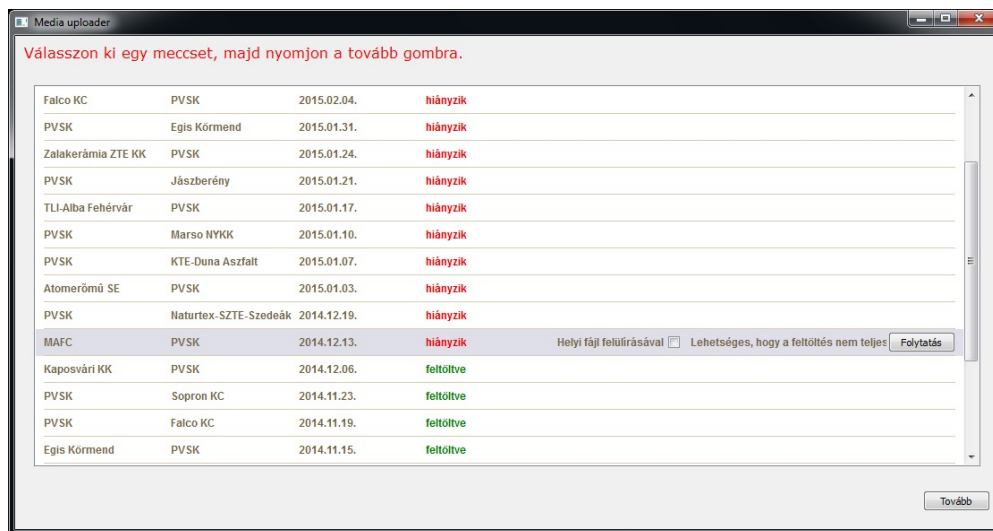 Media uploader
Válasszon ki egy meccset, majd nyomjon a tovább gombra.
Falco KC PVSK 2015.02.04. hiányzik
PVSK Egis Körmend 2015.01.31. hiányzik
Zalakerámia ZTE KK PVSK 2015.01.24. hiányzik
PVSK Jászberény 2015.01.21. hiányzik
TLI-Alba Fehérvár PVSK 2015.01.17. hiányzik
PVSK Marso NYKK 2015.01.10. hiányzik
PVSK KTE-Duna Aszfalt 2015.01.07. hiányzik
Atomerömû SE PVSK 2015.01.03. hiányzik
PVSK Naturtex-SZTE-Szedeák 2014.12.19. hiányzik
MAFC PVSK 2014.12.13. hiányzik Helyi fájl felülírásával Lehetséges, hogy a feltöltés nem teljes Folytatás
Kaposvári KK PVSK 2014.12.06. feltöltve
PVSK Sopron KC 2014.11.23. feltöltve
PVSK Falco KC 2014.11.19. feltöltve
Egis Körmend PVSK 2014.11.15. feltöltve
Tovább